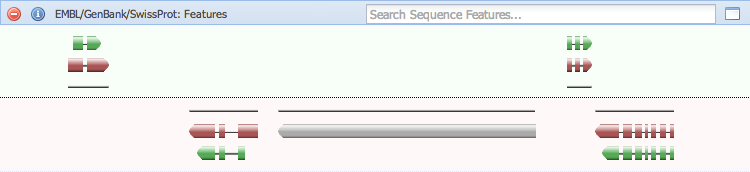 EMBL/GenBank/SwissProt: Features
Search Sequence Features...